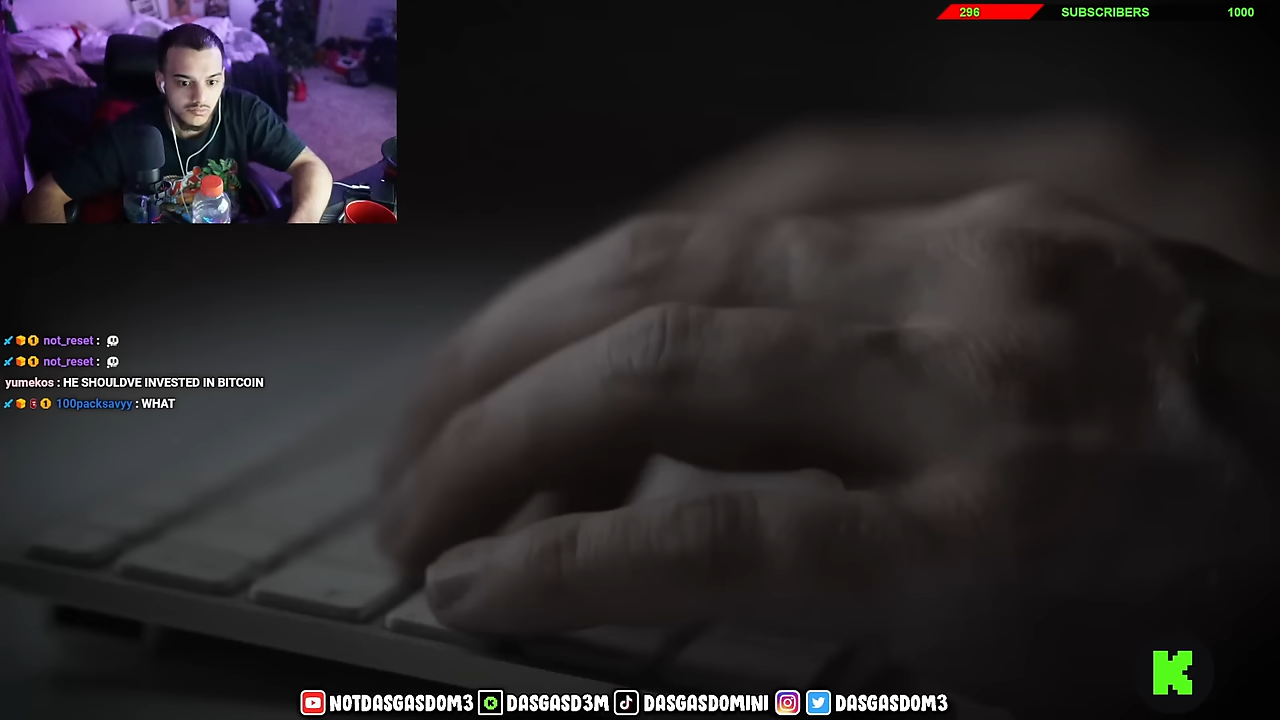 296 SUBSCRIBERS 1000
not_reset :
not_reset :
yumekos : HE SHOULDVE INVESTED IN BITCOIN
100packsavyy : WHAT
NOTDASGASDOM3 DASGASD3M DASGASDOMINI DASGASDOM3